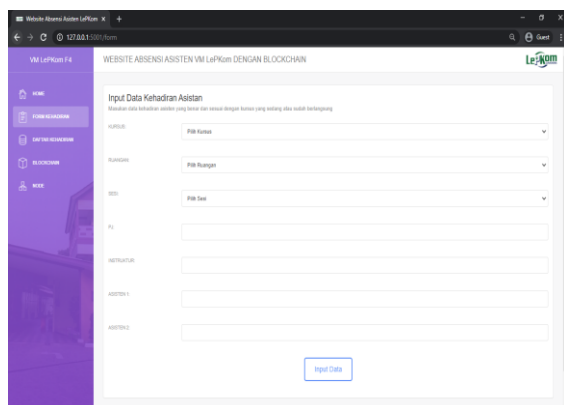 Website Absensi Asisten LePKom
127.0.0.1:5001/form
Guest
VM LePKom F4
WEBSITE ABSENSI ASISTEN VM LePKom DENGAN BLOCKCHAIN
LePKom
HOME
FORM KEHADIRAN
DAFTAR KEHADIRAN
BLOCKCHAIN
NODE
Input Data Kehadiran Asistan
Masukan data kehadiran asisten yang benar dan sesuai dengan kursus yang sedang atau sudah berlangsung
KURSUS:
Pilih Kursus
RUANGAN:
Pilih Ruangan
SESI:
Pilih Sesi
PJ:
INSTRUKTUR:
ASISTEN 1:
ASISTEN 2:
Input Data